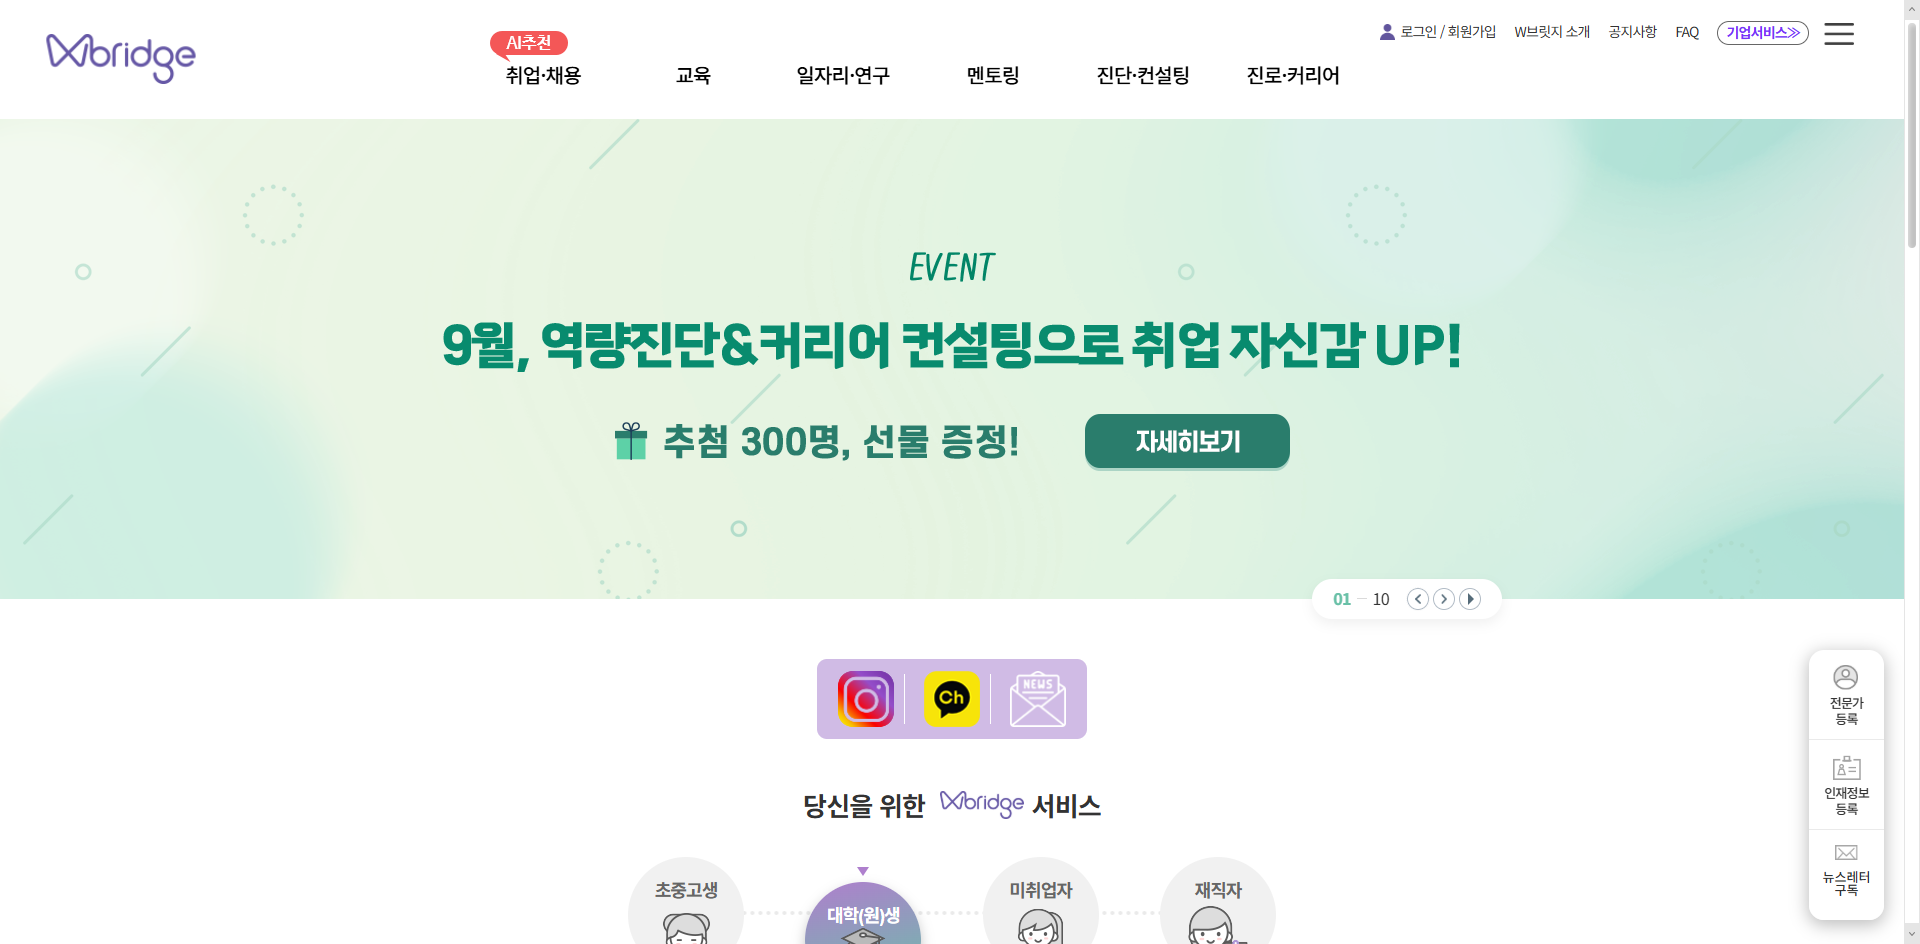 Wbridge
AI추천
로그인 / 회원가입 W브릿지 소개 공지사항 FAQ 기업서비스≫
취업·채용 교육 일자리·연구 멘토링 진단·컨설팅 진로·커리어
EVENT
9월, 역량진단&커리어 컨설팅으로 취업 자신감 UP!
추첨 300명, 선물 증정!
자세히보기
01 10
Ch
NEWS
전문가
등록
인재정보
등록
뉴스레터
구독
당신을 위한 Wbridge 서비스
초중고생
대학(원)생
미취업자
재직자